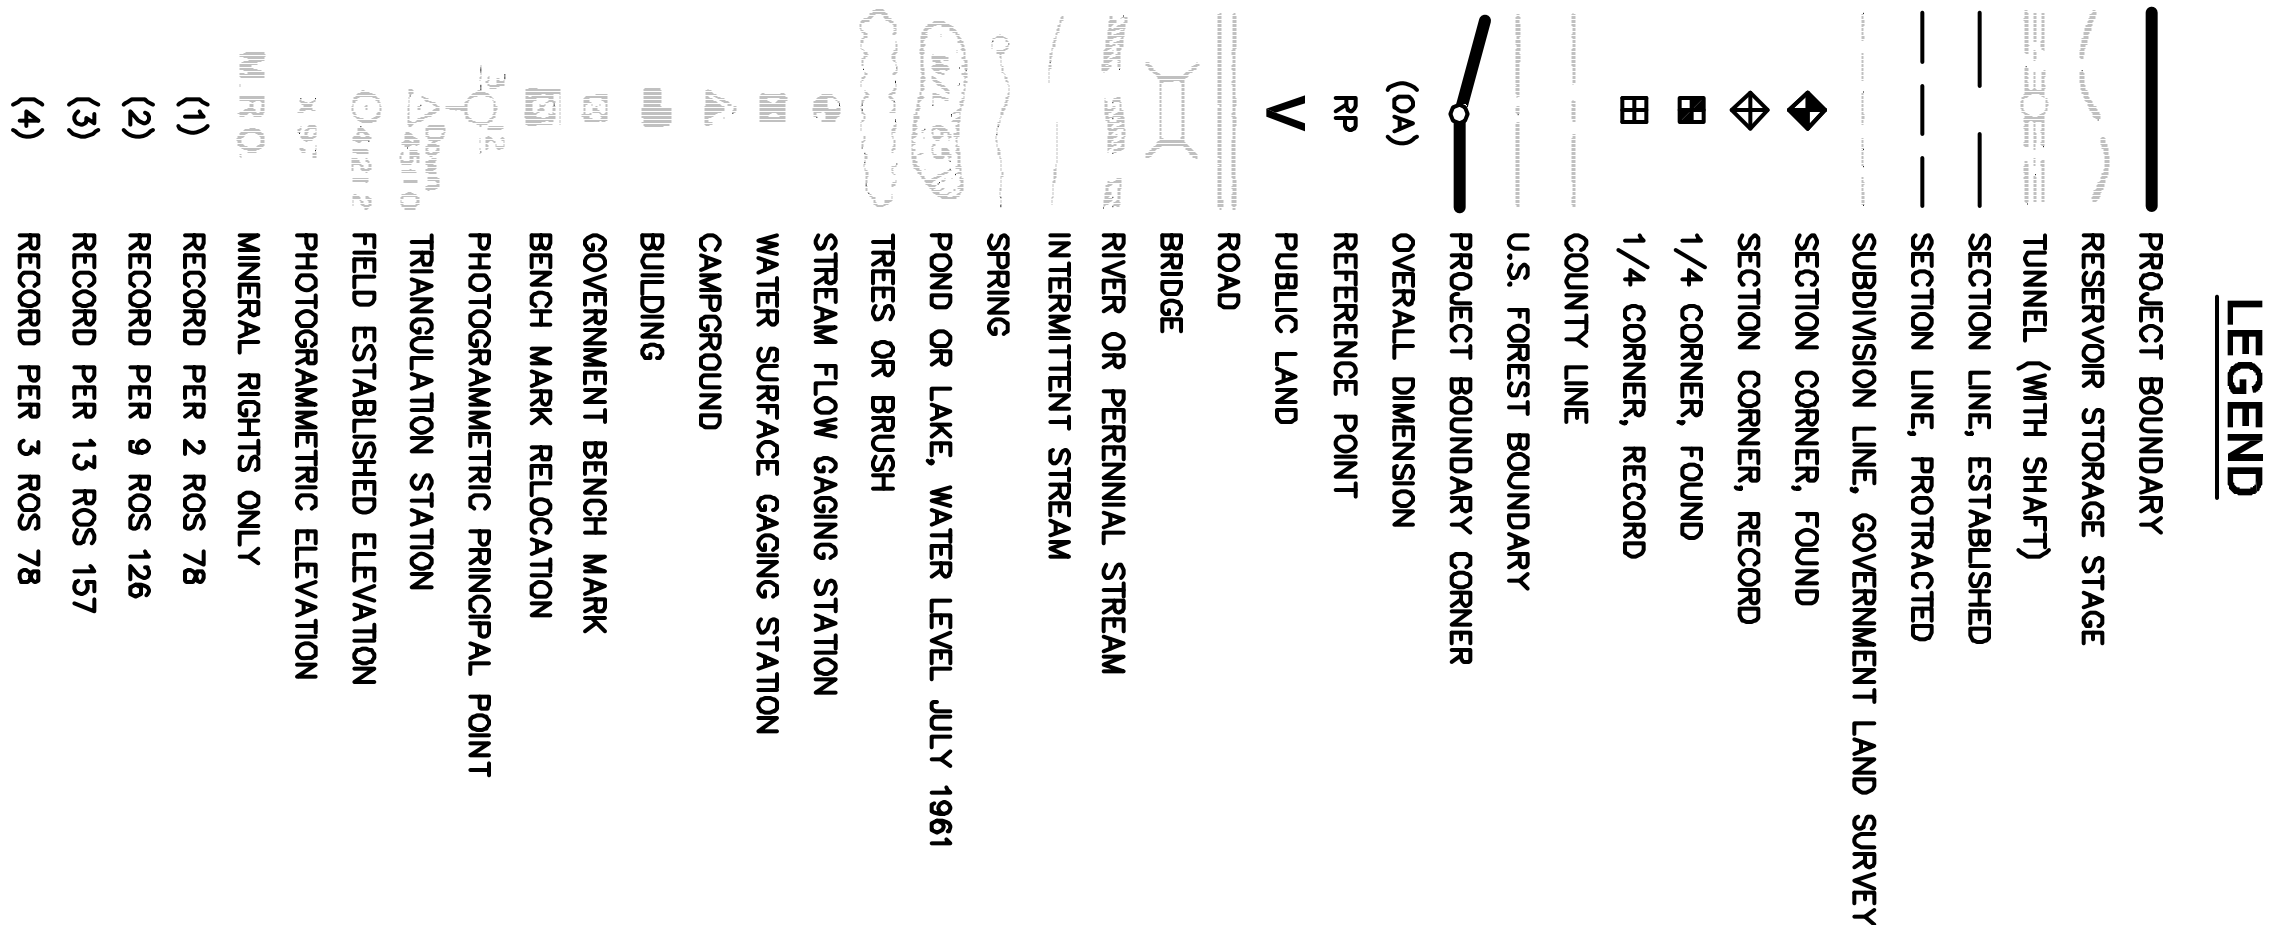 LEGEND
PROJECT BOUNDARY
RESERVOIR STORAGE STAGE
TUNNEL (WITH SHAFT)
SECTION LINE, ESTABLISHED
SECTION LINE, PROTRACTED
SUBDIVISION LINE, GOVERNMENT LAND SURVEY
SECTION CORNER, FOUND
SECTION CORNER, RECORD
1/4 CORNER, FOUND
1/4 CORNER, RECORD
COUNTY LINE
U.S. FOREST BOUNDARY
PROJECT BOUNDARY CORNER
(OA) OVERALL DIMENSION
RP REFERENCE POINT
PUBLIC LAND
ROAD
BRIDGE
RIVER OR PERENNIAL STREAM
INTERMITTENT STREAM
SPRING
POND OR LAKE, WATER LEVEL JULY 1961
TREES OR BRUSH
STREAM FLOW GAGING STATION
WATER SURFACE GAGING STATION
CAMPGROUND
BUILDING
GOVERNMENT BENCH MARK
BENCH MARK RELOCATION
PHOTOGRAMMETRIC PRINCIPAL POINT
TRIANGULATION STATION
FIELD ESTABLISHED ELEVATION
PHOTOGRAMMETRIC ELEVATION
MINERAL RIGHTS ONLY
(1) RECORD PER 2 ROS 78
(2) RECORD PER 9 ROS 126
(3) RECORD PER 13 ROS 157
(4) RECORD PER 3 ROS 78